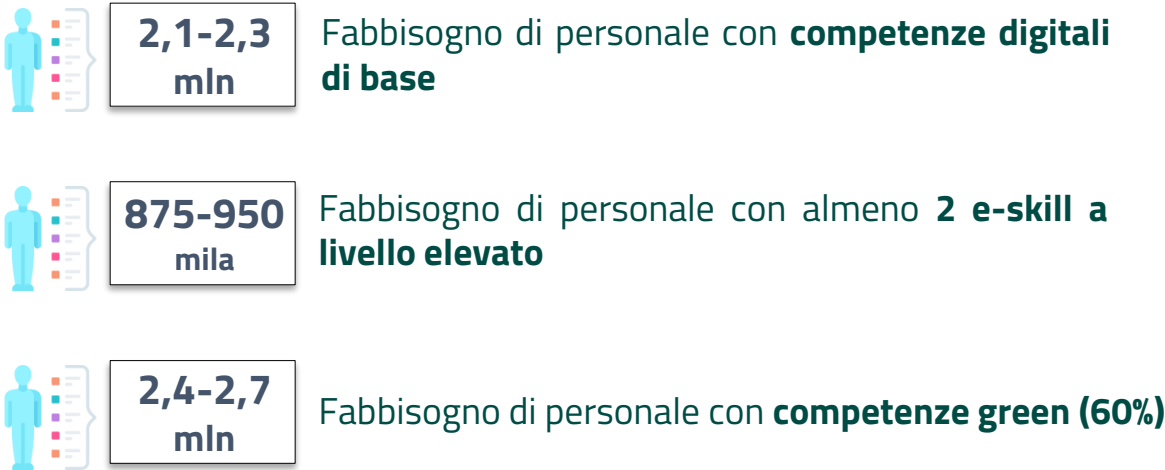 2,1-2,3
mln
Fabbisogno di personale con competenze digitali
di base
875-950
mila
Fabbisogno di personale con almeno 2 e-skill a
livello elevato
2,4-2,7
mln
Fabbisogno di personale con competenze green (60%)